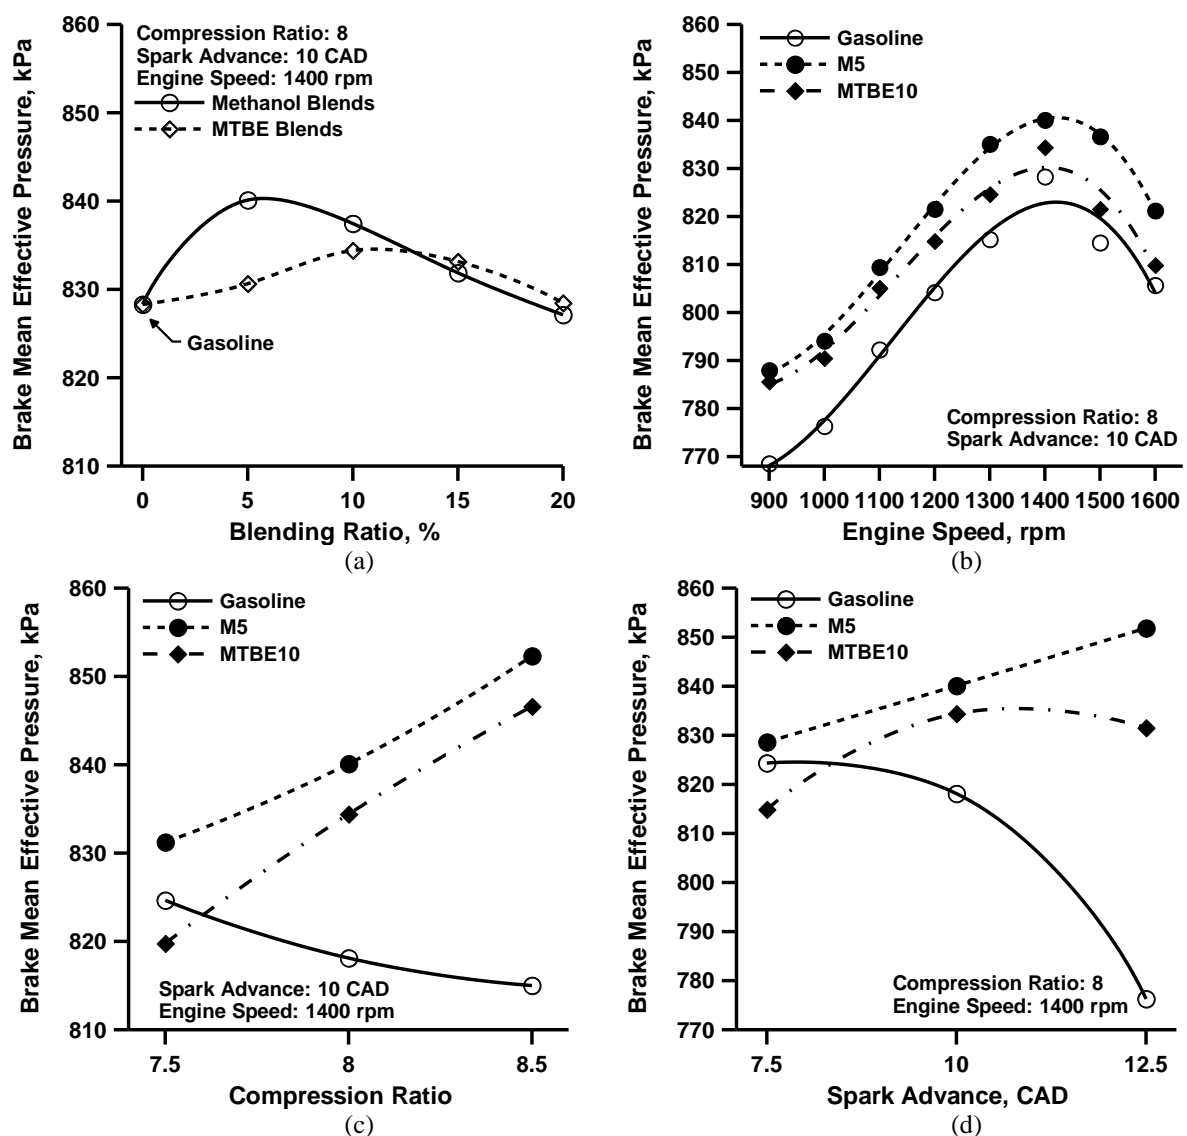 860
850
840
830
820
810
Brake Mean Effective Pressure, kPa
Compression Ratio: 8
Spark Advance: 10 CAD
Engine Speed: 1400 rpm
Methanol Blends
MTBE Blends
Gasoline
0 5 10 15 20
Blending Ratio, %
(a)
860
850
840
830
820
810
800
790
780
770
Brake Mean Effective Pressure, kPa
Gasoline
M5
MTBE10
Compression Ratio: 8
Spark Advance: 10 CAD
900 1000 1100 1200 1300 1400 1500 1600
Engine Speed, rpm
(b)
860
850
840
830
820
810
Brake Mean Effective Pressure, kPa
Gasoline
M5
MTBE10
Spark Advance: 10 CAD
Engine Speed: 1400 rpm
7.5 8 8.5
Compression Ratio
(c)
860
850
840
830
820
810
800
790
780
770
Brake Mean Effective Pressure, kPa
Gasoline
M5
MTBE10
Compression Ratio: 8
Engine Speed: 1400 rpm
7.5 10 12.5
Spark Advance, CAD
(d)